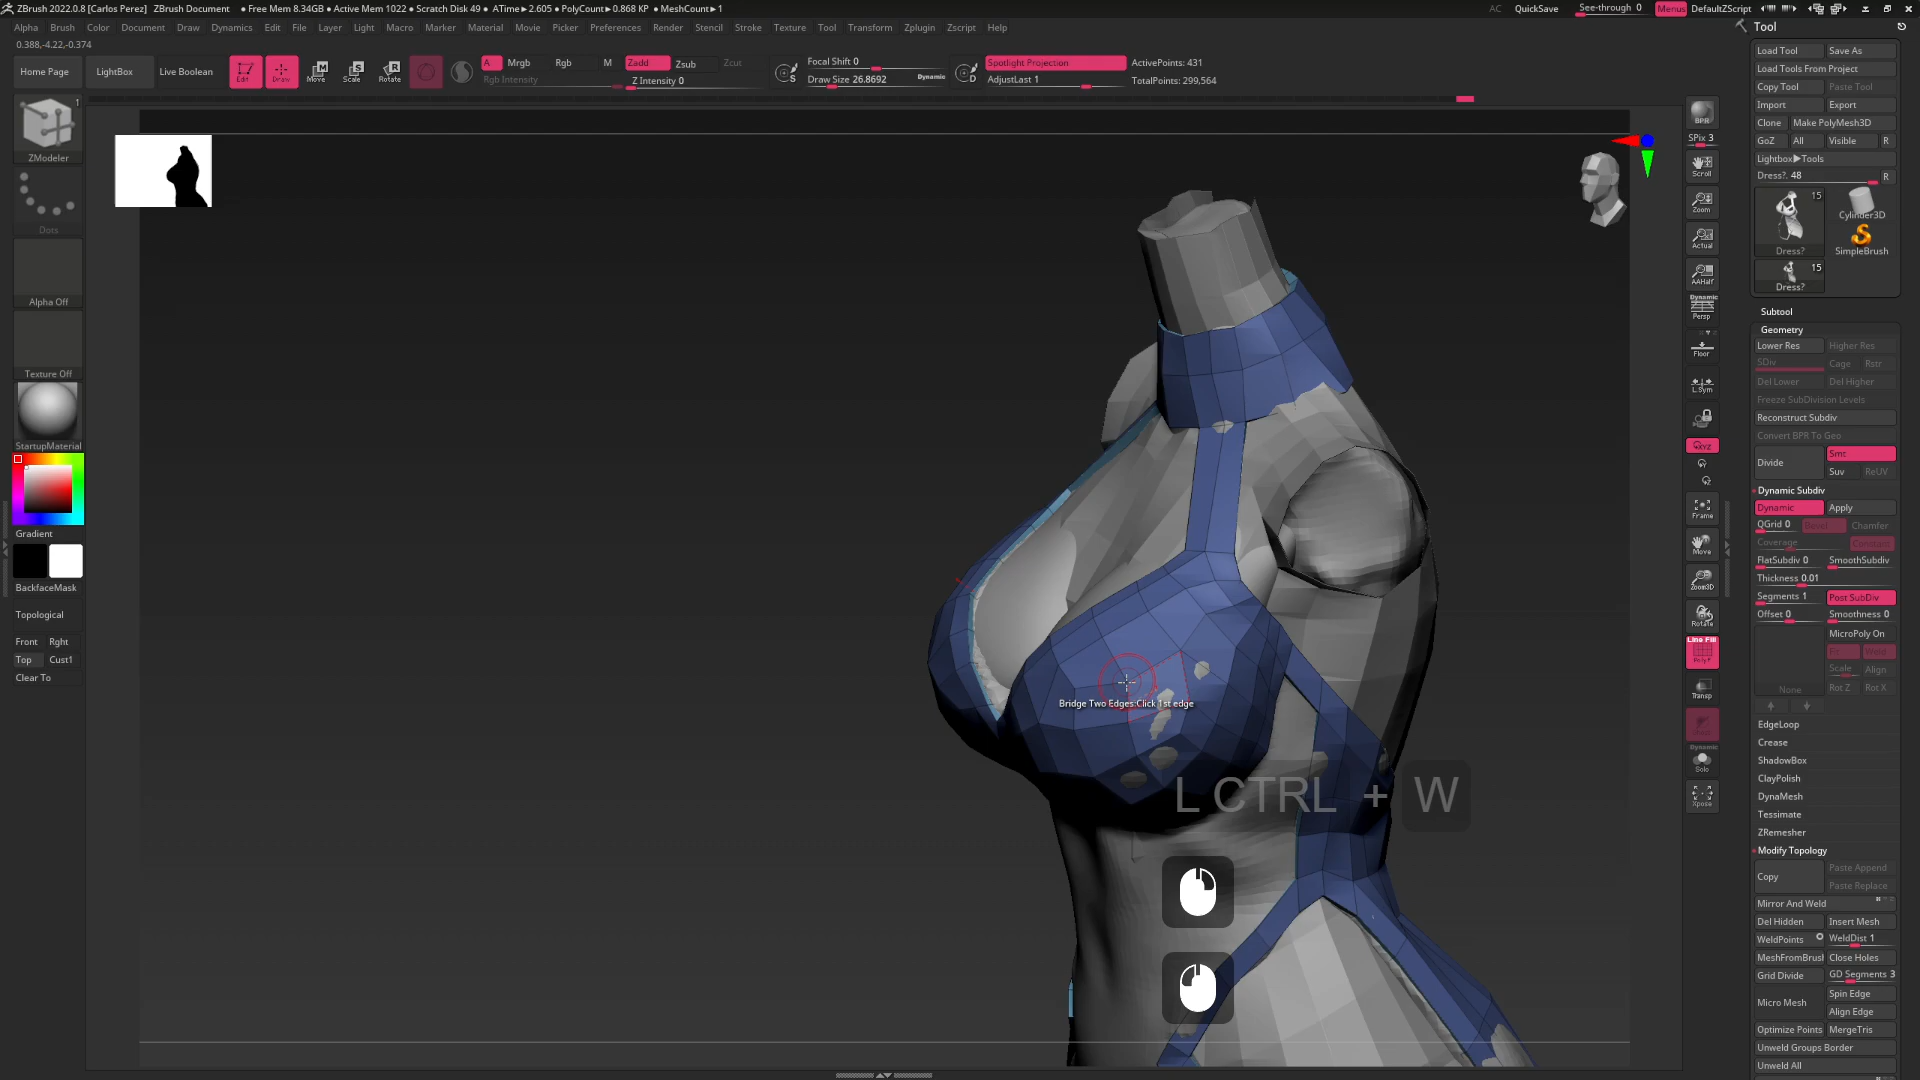 ZBrush 2022.0.8 [Carlos Perez]  ZBrush Document  • Free Mem 8.34GB • Active Mem 1022 • Scratch Disk 49 • ATime►2.605 • PolyCount►0.868 KP • MeshCount►1
AC QuickSave See-through 0 Menus DefaultZScript
Alpha Brush Color Document Draw Dynamics Edit File Layer Light Macro Marker Material Movie Picker Preferences Render Stencil Stroke Texture Tool Transform Zplugin Zscript Help
0.388,-4.22,-0.374
Home Page LightBox Live Boolean Edit Draw Move Scale Rotate
A Mrgb Rgb M Zadd Zsub Zcut
Rgb Intensity Z Intensity 0
Focal Shift 0
Draw Size 26.8692 Dynamic
Spotlight Projection ActivePoints: 431
AdjustLast 1 TotalPoints: 299,564
1
ZModeler
Dots
Alpha Off
Texture Off
StartupMaterial
Gradient
BackfaceMask
Topological
Front Rght
Top Cust1
Clear To
Bridge Two Edges:Click 1st edge
L CTRL + W
BPR
SPix 3
Scroll
Zoom
Actual
AAHalf
Dynamic
Persp
Floor
L.Sym
Frame
Move
Zoom3D
Rotate
Line Fill
PolyF
Transp
Dynamic
Solo
Xpose
Tool
Load Tool Save As
Load Tools From Project
Copy Tool Paste Tool
Import Export
Clone Make PolyMesh3D
GoZ All Visible R
Lightbox►Tools
Dress?. 48 R
15
Dress?
Cylinder3D
SimpleBrush
15
Dress?
Subtool
Geometry
Lower Res Higher Res
SDiv Cage Rstr
Del Lower Del Higher
Freeze SubDivision Levels
Reconstruct Subdiv
Convert BPR To Geo
Divide Smt
Suv ReUV
Dynamic Subdiv
Dynamic Apply
QGrid 0 Bevel Chamfer
Coverage Constant
FlatSubdiv 0 SmoothSubdiv
Thickness 0.01
Segments 1 Post SubDiv
Offset 0 Smoothness 0
MicroPoly On
Weld
Scale Align
None Rot Z Rot X
EdgeLoop
Crease
ShadowBox
ClayPolish
DynaMesh
Tessimate
ZRemesher
Modify Topology
Copy Paste Append
Paste Replace
Mirror And Weld
Del Hidden Insert Mesh
WeldPoints WeldDist 1
MeshFromBrush Close Holes
Grid Divide GD Segments 3
Micro Mesh Spin Edge
Align Edge
Optimize Points MergeTris
Unweld Groups Border
Unweld All